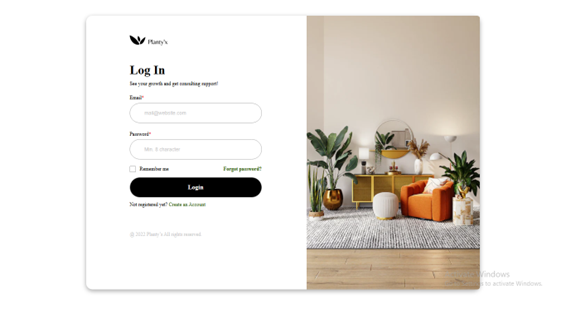 Planty's
Log In
See your growth and get consulting support!
Email*
mail@website.com
Password*
Min. 8 character
Remember me
Forgot password?
Login
Not registered yet? Create an Account
@ 2022 Planty's All rights reserved
Windows
to activate Windows.